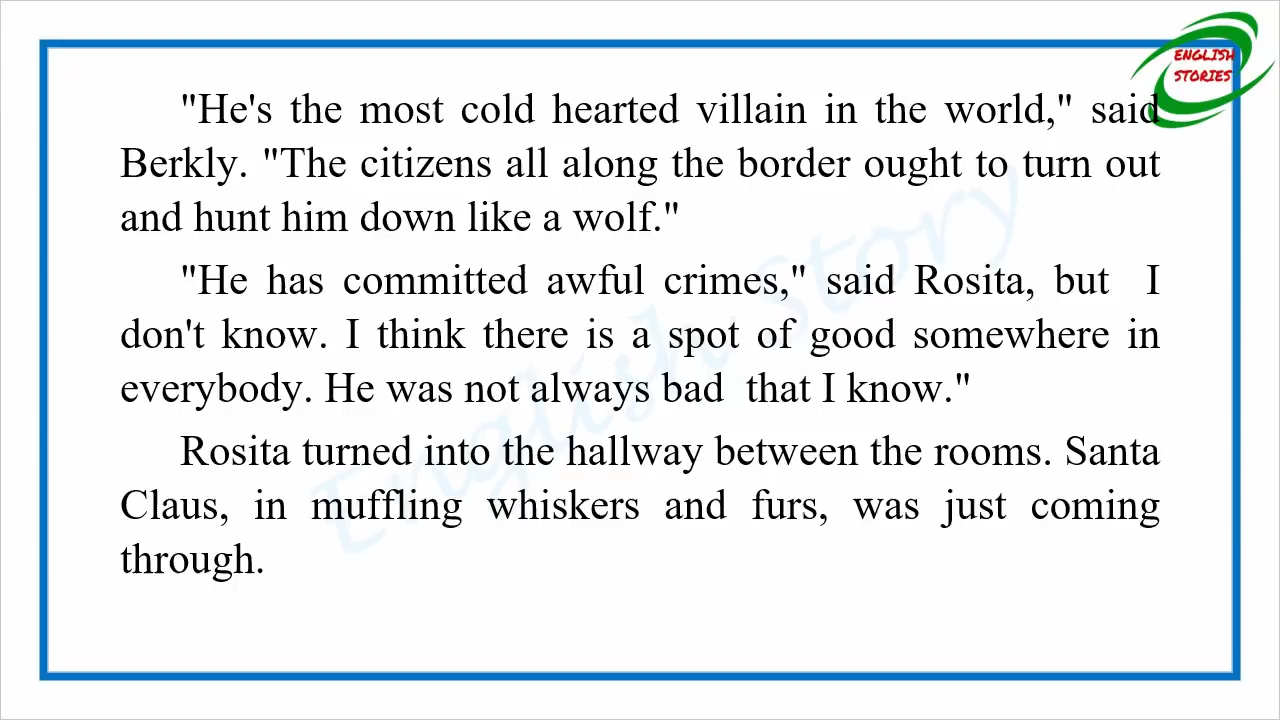 ENGLISH
STORIES
"He's the most cold hearted villain in the world," said
Berkly. "The citizens all along the border ought to turn out
and hunt him down like a wolf."
"He has committed awful crimes," said Rosita, but  I
don't know. I think there is a spot of good somewhere in
everybody. He was not always bad  that I know."
Rosita turned into the hallway between the rooms. Santa
Claus, in muffling whiskers and furs, was just coming
through.
English Story